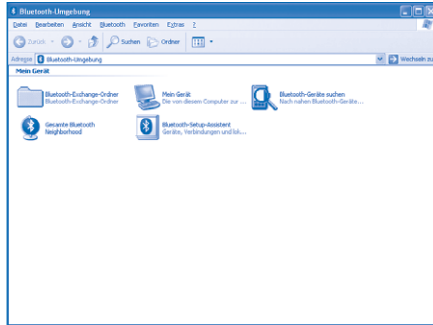 Bluetooth-Umgebung
Datei Bearbeiten Ansicht Bluetooth Favoriten Extras ?
Zurück Suchen Ordner
Adresse Bluetooth-Umgebung Wechseln zu
Mein Gerät
Bluetooth-Exchange-Ordner
Bluetooth-Exchange-Ordner
Mein Gerät
Die von diesem Computer zur ...
Bluetooth-Geräte suchen
Nach nahen Bluetooth-Geräte...
Gesamte Bluetooth
Neighborhood
Bluetooth-Setup-Assistent
Geräte, Verbindungen und lok...